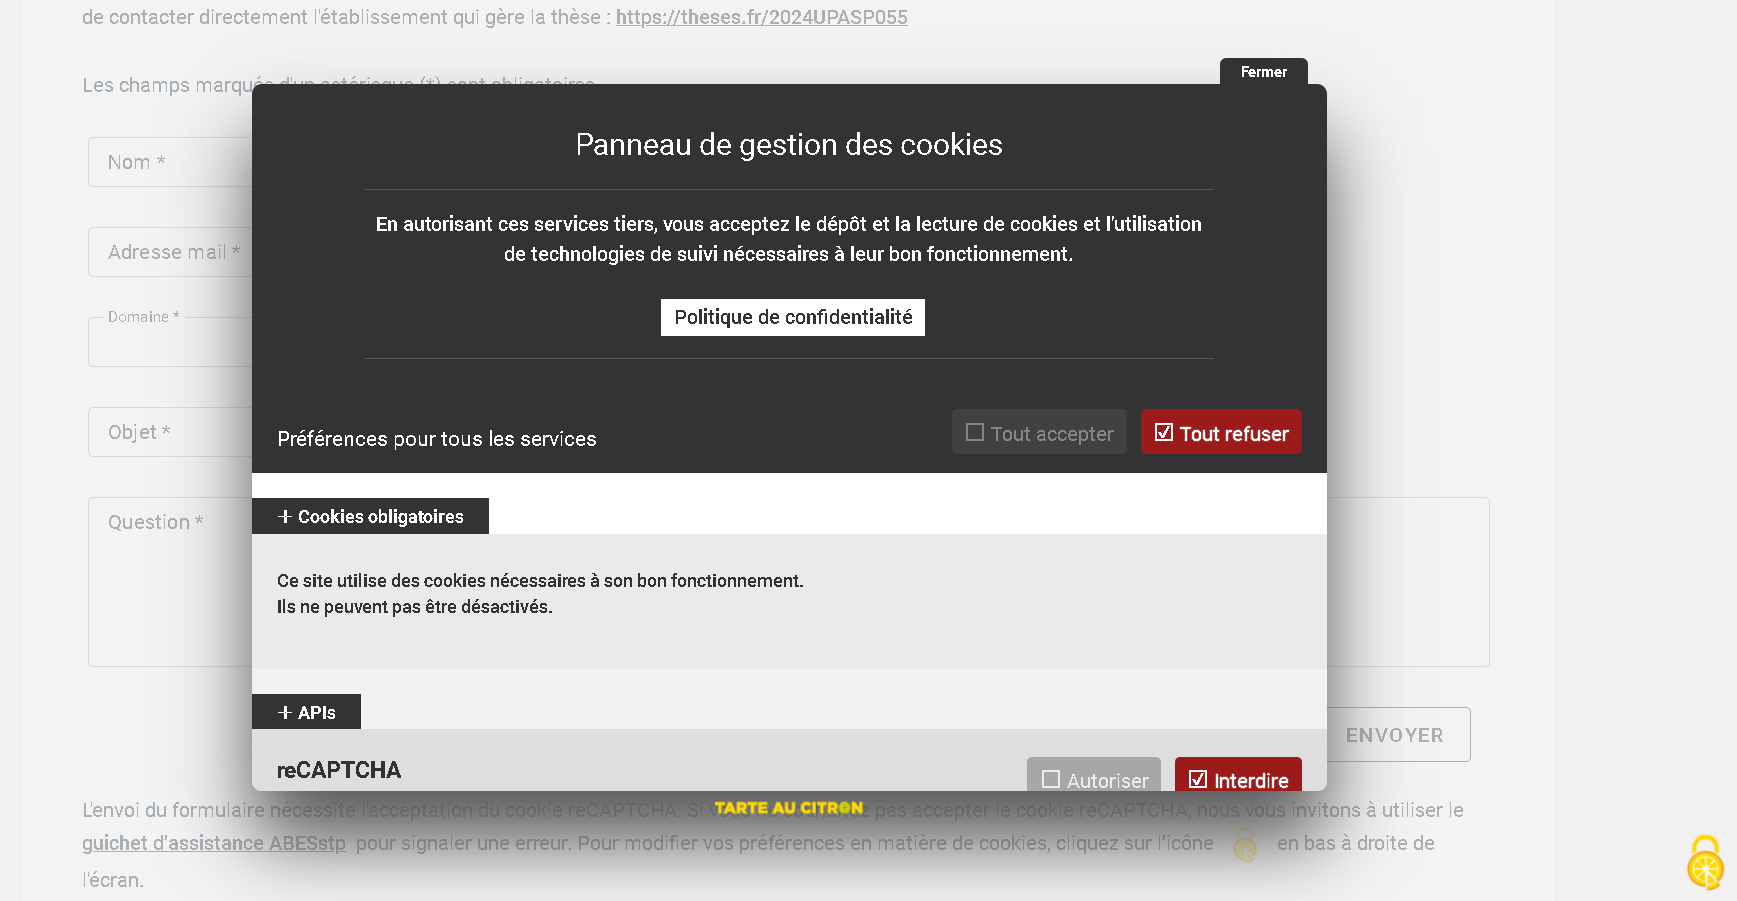 de contacter directement l'établissement qui gère la thèse : https://theses.fr/2024UPASP055
Les champs marqués d'un astérisque (*) sont obligatoires
Fermer
Panneau de gestion des cookies
En autorisant ces services tiers, vous acceptez le dépôt et la lecture de cookies et l'utilisation
de technologies de suivi nécessaires à leur bon fonctionnement.
Politique de confidentialité
Préférences pour tous les services
Tout accepter
Tout refuser
Nom *
Adresse mail *
Domaine *
Objet *
Question *
+ Cookies obligatoires
Ce site utilise des cookies nécessaires à son bon fonctionnement.
Ils ne peuvent pas être désactivés.
+ APIs
reCAPTCHA
Autoriser
Interdire
ENVOYER
TARTE AU CITRON
L'envoi du formulaire nécessite l'acceptation du cookie reCAPTCHA. Si pas accepter le cookie reCAPTCHA, nous vous invitons à utiliser le
guichet d'assistance ABESstp pour signaler une erreur. Pour modifier vos préférences en matière de cookies, cliquez sur l'icône en bas à droite de
l'écran.